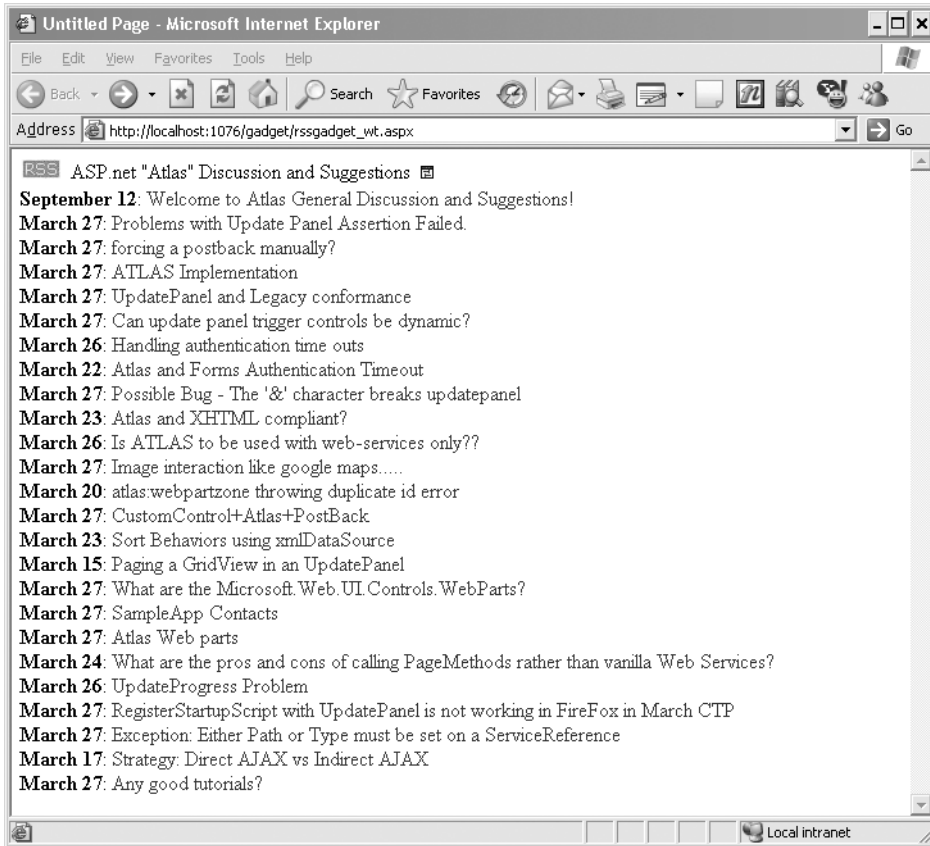 Untitled Page - Microsoft Internet Explorer
File Edit View Favorites Tools Help
Back Search Favorites
Address http://localhost:1076/gadget/rssgadget_wt.aspx Go
RSS ASP.net "Atlas" Discussion and Suggestions
September 12: Welcome to Atlas General Discussion and Suggestions!
March 27: Problems with Update Panel Assertion Failed.
March 27: forcing a postback manually?
March 27: ATLAS Implementation
March 27: UpdatePanel and Legacy conformance
March 27: Can update panel trigger controls be dynamic?
March 26: Handling authentication time outs
March 22: Atlas and Forms Authentication Timeout
March 27: Possible Bug - The '&' character breaks updatepanel
March 23: Atlas and XHTML compliant?
March 26: Is ATLAS to be used with web-services only??
March 27: Image interaction like google maps.....
March 20: atlas:webpartzone throwing duplicate id error
March 27: CustomControl+Atlas+PostBack
March 23: Sort Behaviors using xmlDataSource
March 15: Paging a GridView in an UpdatePanel
March 27: What are the Microsoft.Web.UI.Controls.WebParts?
March 27: SampleApp Contacts
March 27: Atlas Web parts
March 24: What are the pros and cons of calling PageMethods rather than vanilla Web Services?
March 26: UpdateProgress Problem
March 27: RegisterStartupScript with UpdatePanel is not working in FireFox in March CTP
March 27: Exception: Either Path or Type must be set on a ServiceReference
March 17: Strategy: Direct AJAX vs Indirect AJAX
March 27: Any good tutorials?
Local intranet